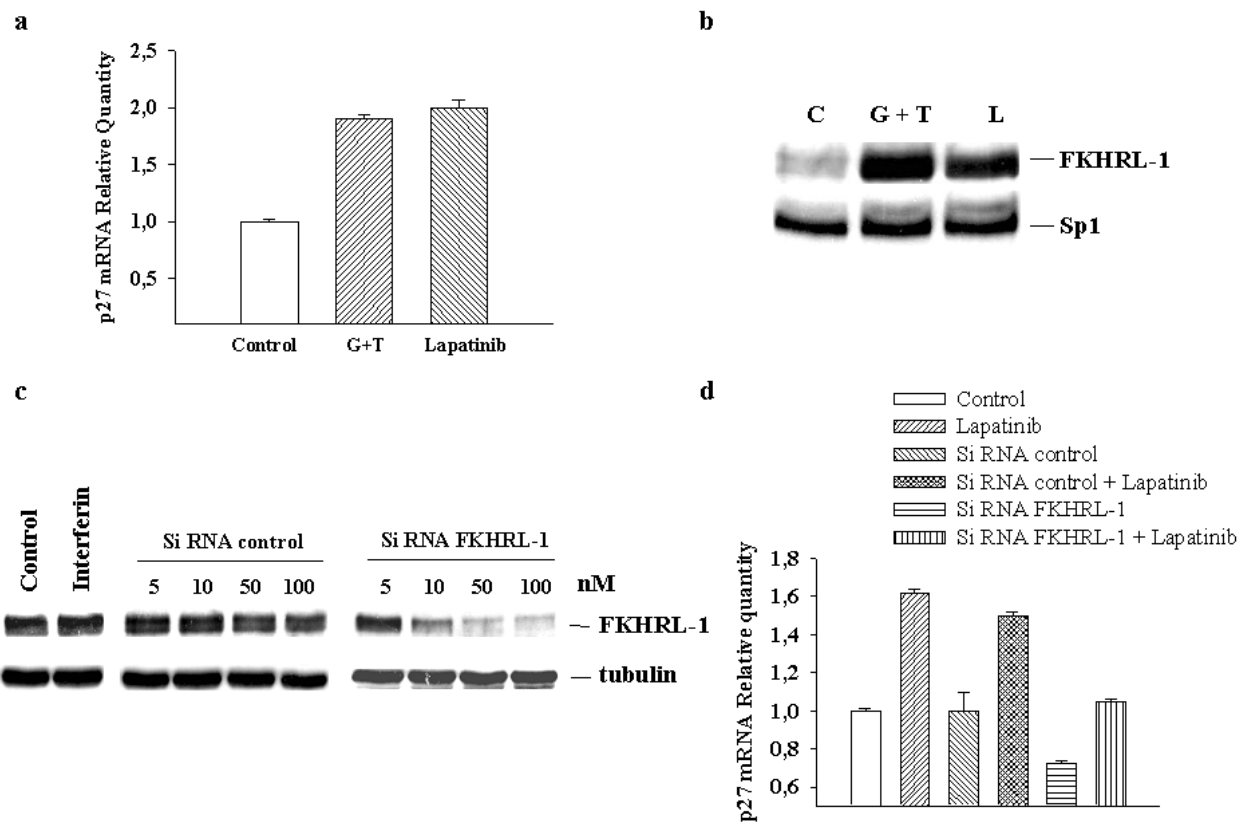 a
p27 mRNA Relative Quantity
2,5
2,0
1,5
1,0
0,5
Control G+T Lapatinib
b
C G + T L
FKHRL-1
Sp1
c
Control
Interferin
Si RNA control Si RNA FKHRL-1
5 10 50 100 5 10 50 100 nM
FKHRL-1
tubulin
d
Control
Lapatinib
Si RNA control
Si RNA control + Lapatinib
Si RNA FKHRL-1
Si RNA FKHRL-1 + Lapatinib
p27 mRNA Relative quantity
1,8
1,6
1,4
1,2
1,0
0,8
0,6